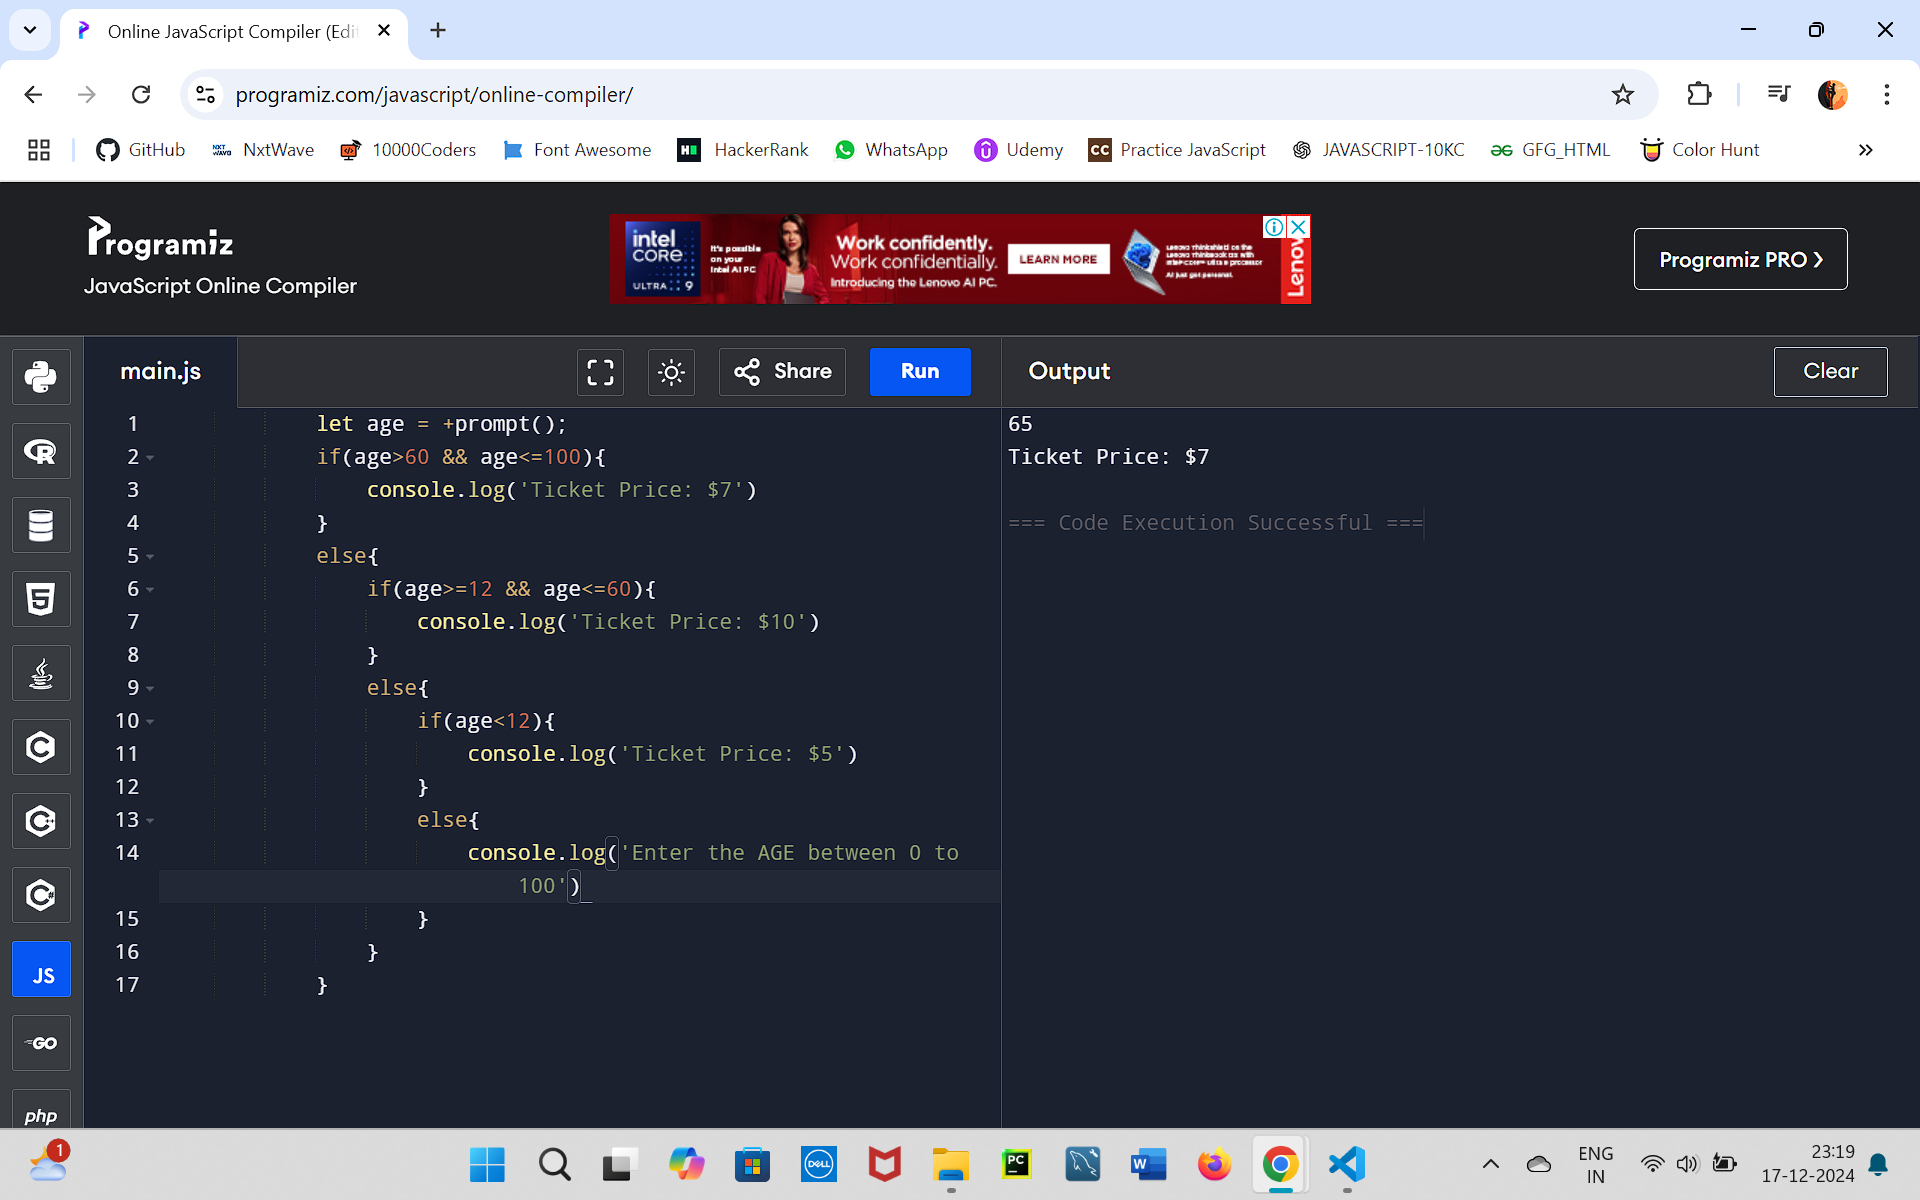 Online JavaScript Compiler (Edi
programiz.com/javascript/online-compiler/
GitHub
NXT WAVE
NxtWave
10000Coders
Font Awesome
H
HackerRank
WhatsApp
Udemy
CC
Practice JavaScript
JAVASCRIPT-10KC
GFG_HTML
Color Hunt
Programiz
JavaScript Online Compiler
intel
CORE
ULTRA 9
It's possible
on your
Intel AI PC
Work confidently.
Work confidentially.
Introducing the Lenovo AI PC.
LEARN MORE
Lenovo
Programiz PRO ❯
main.js
Share
Run
Output
Clear
1 let age = +prompt();
2 if(age>60 && age<=100){
3 console.log('Ticket Price: $7')
4 }
5 else{
6 if(age>=12 && age<=60){
7 console.log('Ticket Price: $10')
8 }
9 else{
10 if(age<12){
11 console.log('Ticket Price: $5')
12 }
13 else{
14 console.log('Enter the AGE between 0 to
100')
15 }
16 }
17 }
65
Ticket Price: $7
=== Code Execution Successful ===
R
5
C
C
C
JS
GO
php
1
DELL
PC
W
ENG
IN
23:19
17-12-2024